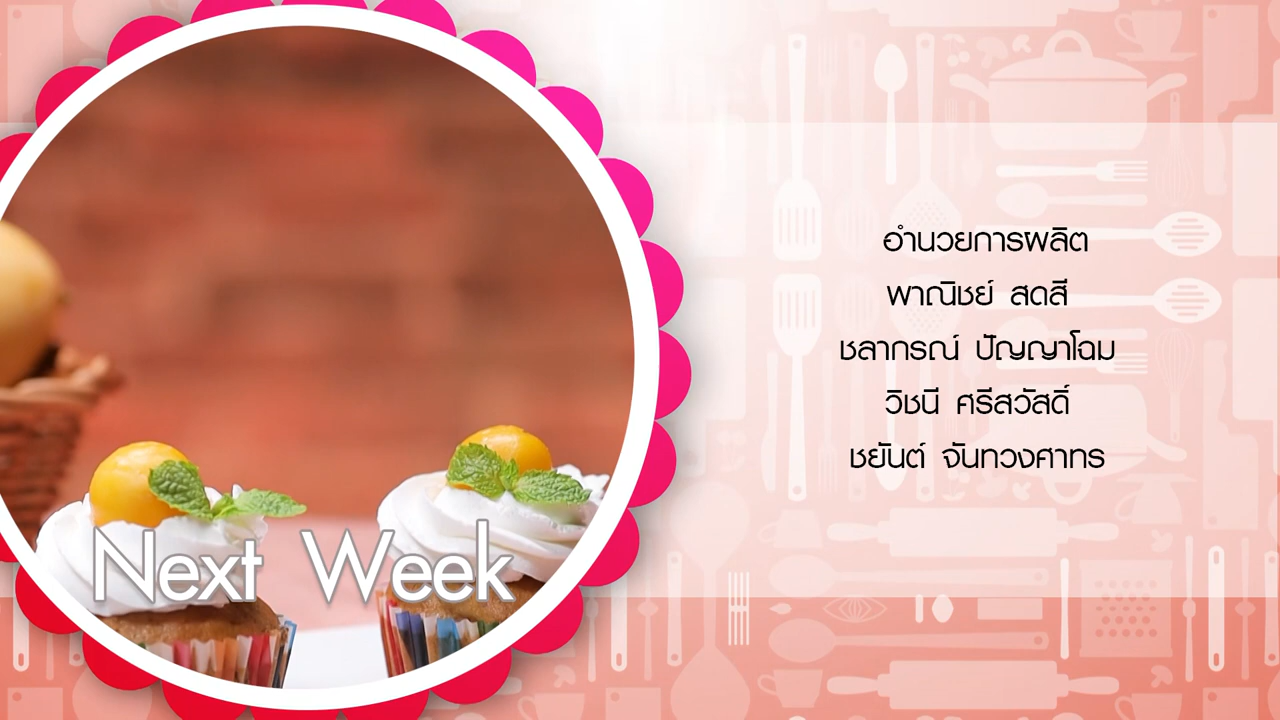 อำนวยการผลิต
พาณิชย์ สดสี
ชลากรณ์ ปัญญาโฉม
วิชนี ศรีสวัสดิ์
ชยันต์ จันทวงศาทร
Next Week